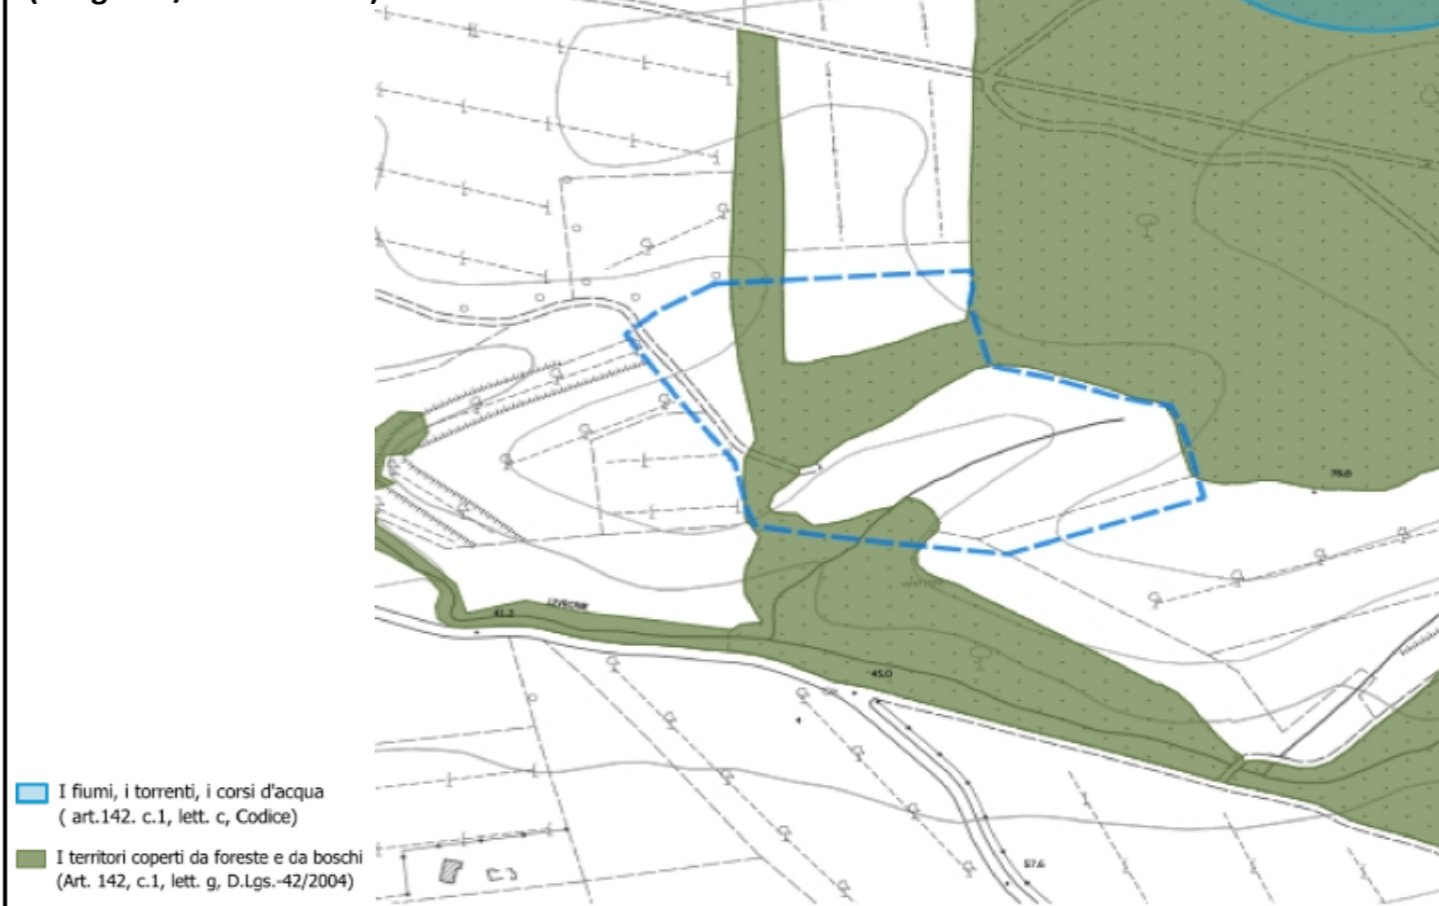 I fiumi, i torrenti, i corsi d'acqua
( art.142. c.1, lett. c, Codice)
I territori coperti da foreste e da boschi
(Art. 142, c.1, lett. g, D.Lgs.-42/2004)
41.3
45.0
57.6